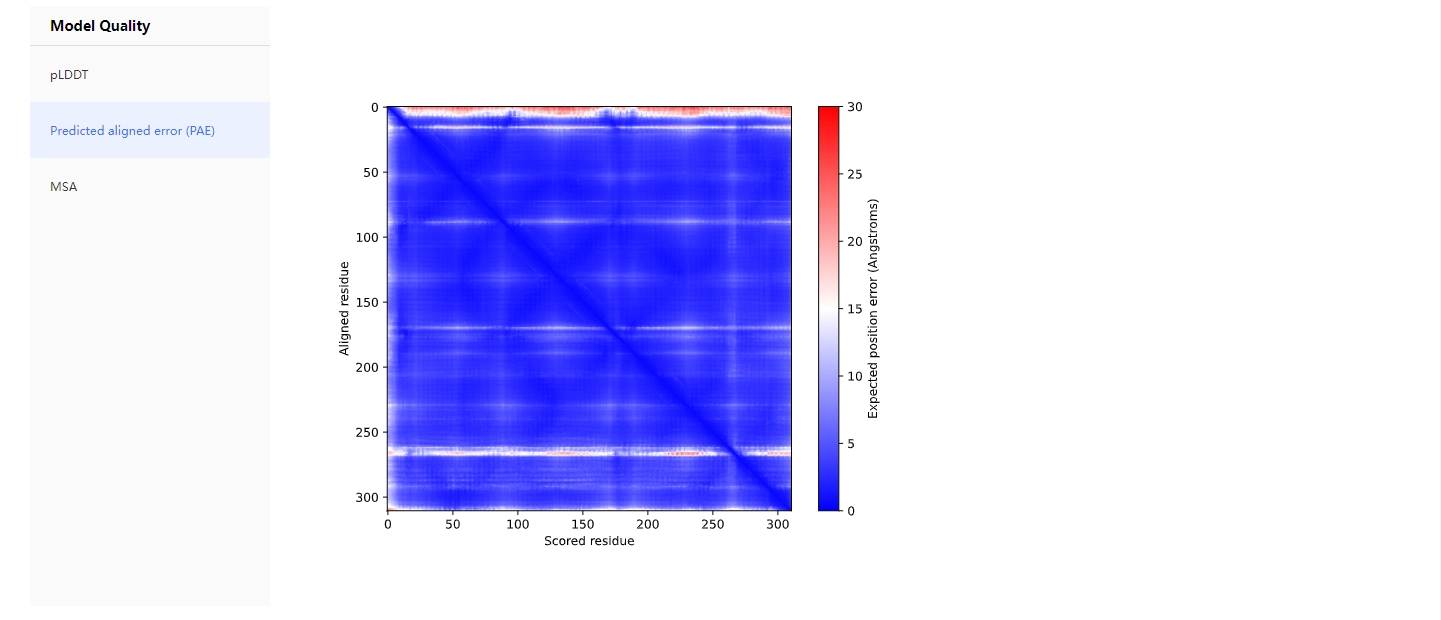 Model Quality
pLDDT
Predicted aligned error (PAE)
MSA
0
50
100
150
200
250
300
Aligned residue
0 50 100 150 200 250 300
Scored residue
30
25
20
15
10
5
0
Expected position error (Angstroms)